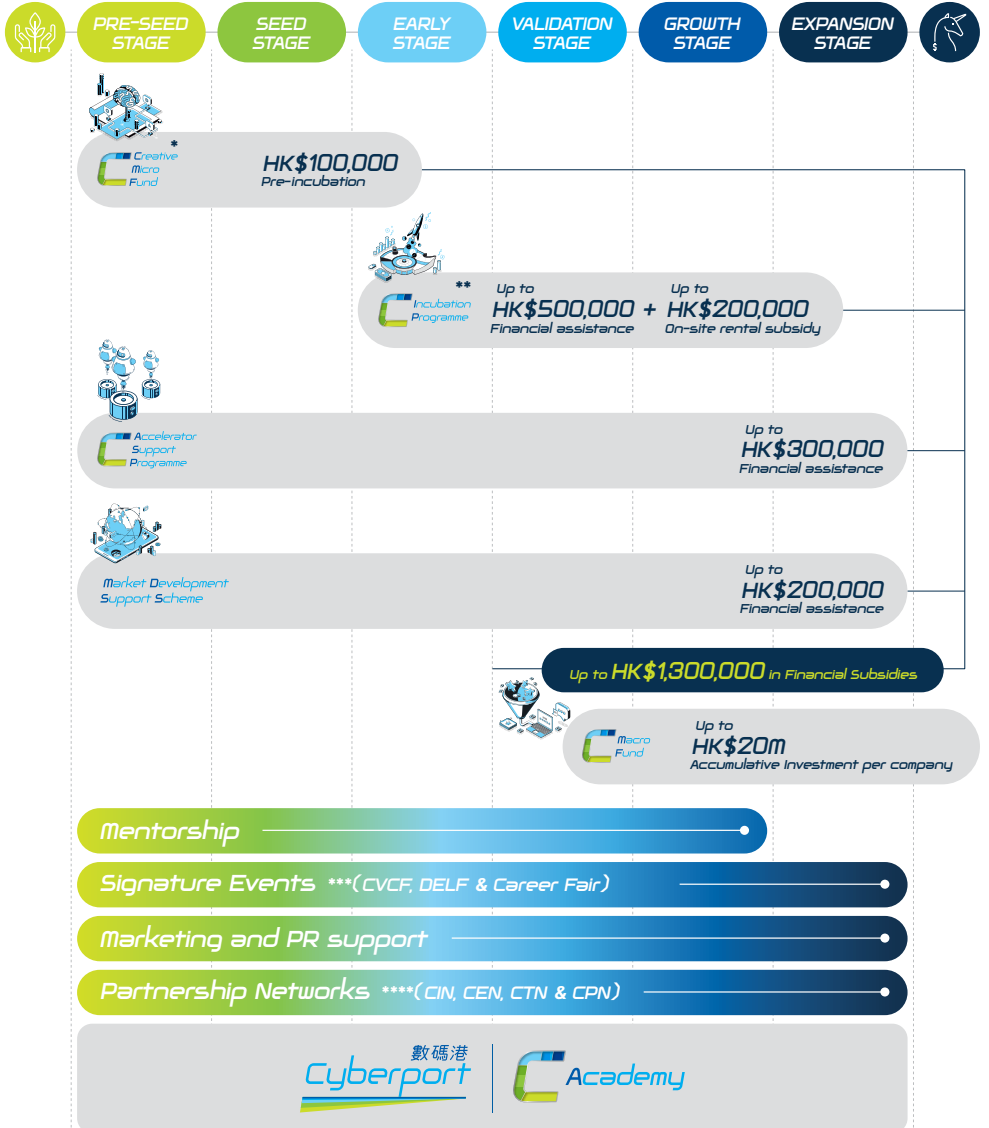 PRE-SEED
STAGE
SEED
STAGE
EARLY
STAGE
VALIDATION
STAGE
GROWTH
STAGE
EXPANSION
STAGE
$
*
Creative
Micro
Fund
HK$100,000
Pre-incubation
**
Incubation
Programme
Up to
HK$500,000
Financial assistance
+
Up to
HK$200,000
On-site rental subsidy
Accelerator
Support
Programme
Up to
HK$300,000
Financial assistance
Market Development
Support Scheme
Up to
HK$200,000
Financial assistance
Up to HK$1,300,000 in Financial Subsidies
Macro
Fund
Up to
HK$20m
Accumulative Investment per company
Mentorship
Signature Events ***(CVCF, DELF & Career Fair)
Marketing and PR support
Partnership Networks ****(CIN, CEN, CTN & CPN)
數碼港
Cyberport
C Academy